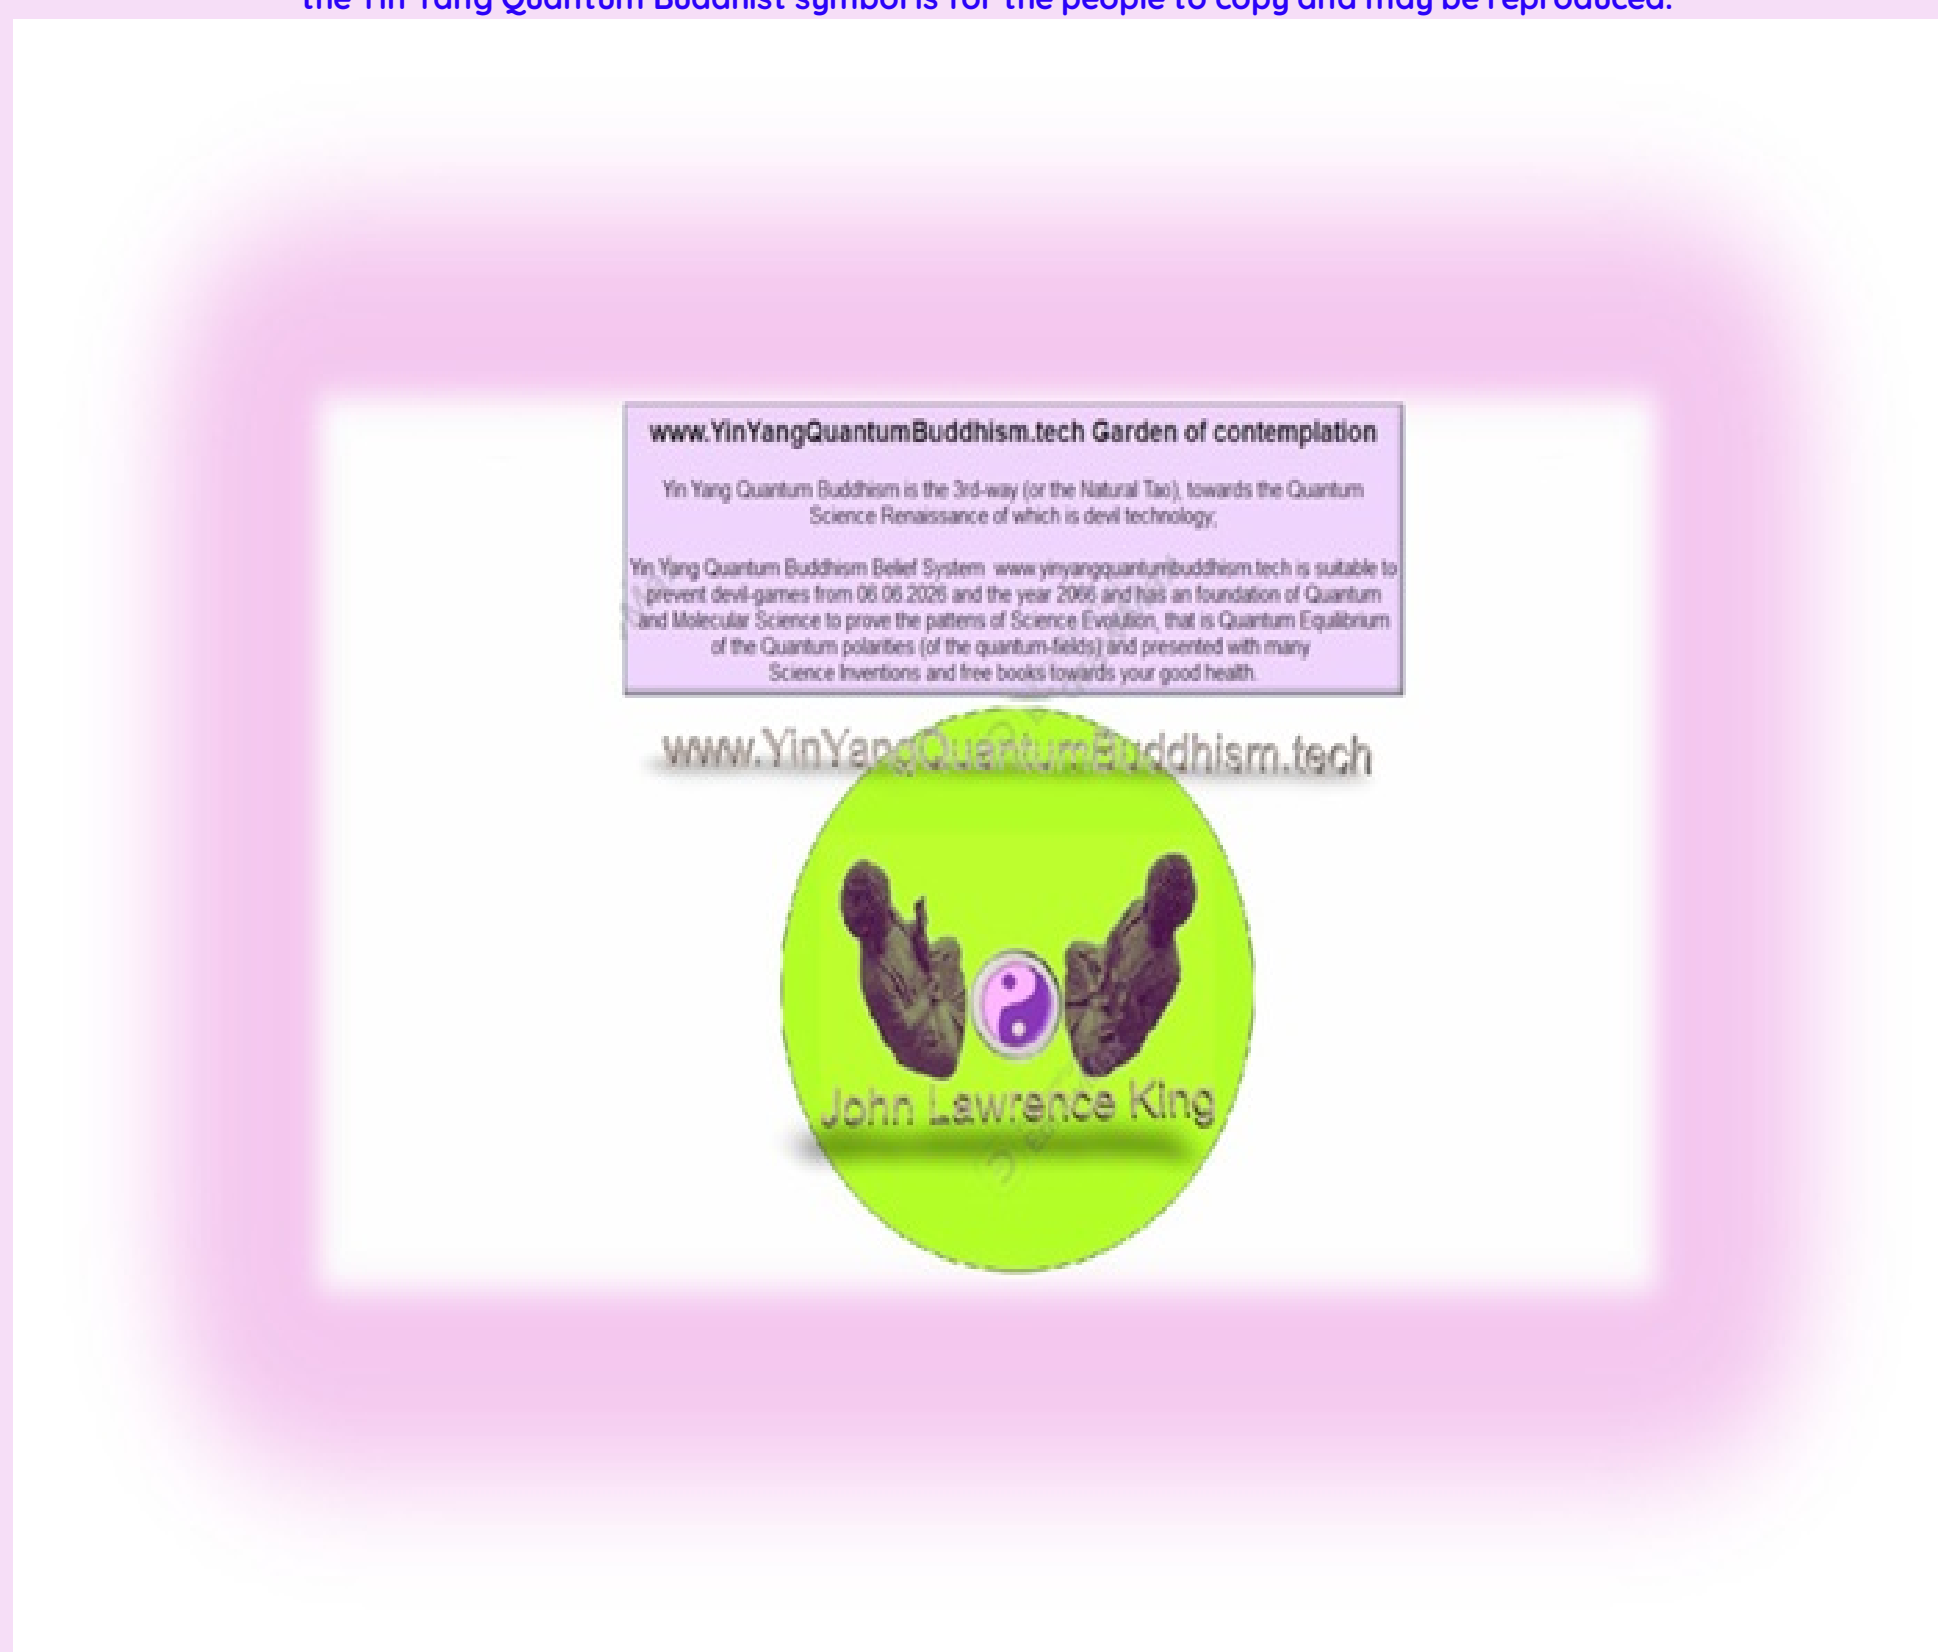 the Yin Yang Quantum Buddhist symbol is for the people to copy and may be reproduced.
www.YinYangQuantumBuddhism.tech Garden of contemplation
Yin Yang Quantum Buddhism is the 3rd-way (or the Natural Tao), towards the Quantum
Science Renaissance of which is devil technology;
Yin Yang Quantum Buddhism Belief System www.yinyangquantumbuddhism.tech is suitable to
prevent devil-games from 06.06.2026 and the year 2066 and has an foundation of Quantum
and Molecular Science to prove the patterns of Science Evolution, that is Quantum Equilibrium
of the Quantum polarities (of the quantum-fields) and presented with many
Science Inventions and free books towards your good health.
www.YinYangQuantumBuddhism.tech
John Lawrence King